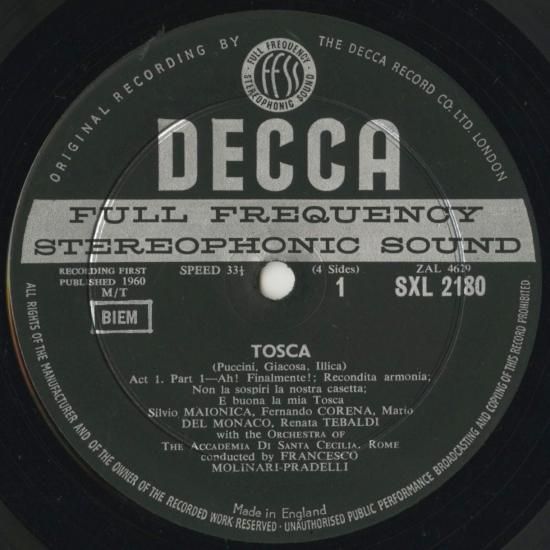 ORIGINAL RECORDING BY
THE DECCA RECORD CO. LTD. LONDON
FULL FREQUENCY
FFSS
STEREOPHONIC SOUND
DECCA
FULL FREQUENCY
STEREOPHONIC SOUND
RECORDING FIRST
PUBLISHED 1960
M/T
BIEM
SPEED 33⅓
(4 Sides)
1
ZAL 4629
SXL 2180
TOSCA
(Puccini, Giacosa, Illica)
Act 1. Part 1—Ah! Finalmente!; Recondita armonia;
Non la sospiri la nostra casetta;
E buona la mia Tosca
Silvio MAIONICA, Fernando CORENA, Mario
DEL MONACO, Renata TEBALDI
with the ORCHESTRA OF
THE ACCADEMIA DI SANTA CECILIA, ROME
conducted by FRANCESCO
MOLINARI-PRADELLI
Made in England
ALL RIGHTS OF THE MANUFACTURER AND OF THE OWNER OF THE RECORDED WORK RESERVED · UNAUTHORISED PUBLIC PERFORMANCE BROADCASTING AND COPYING OF THIS RECORD PROHIBITED